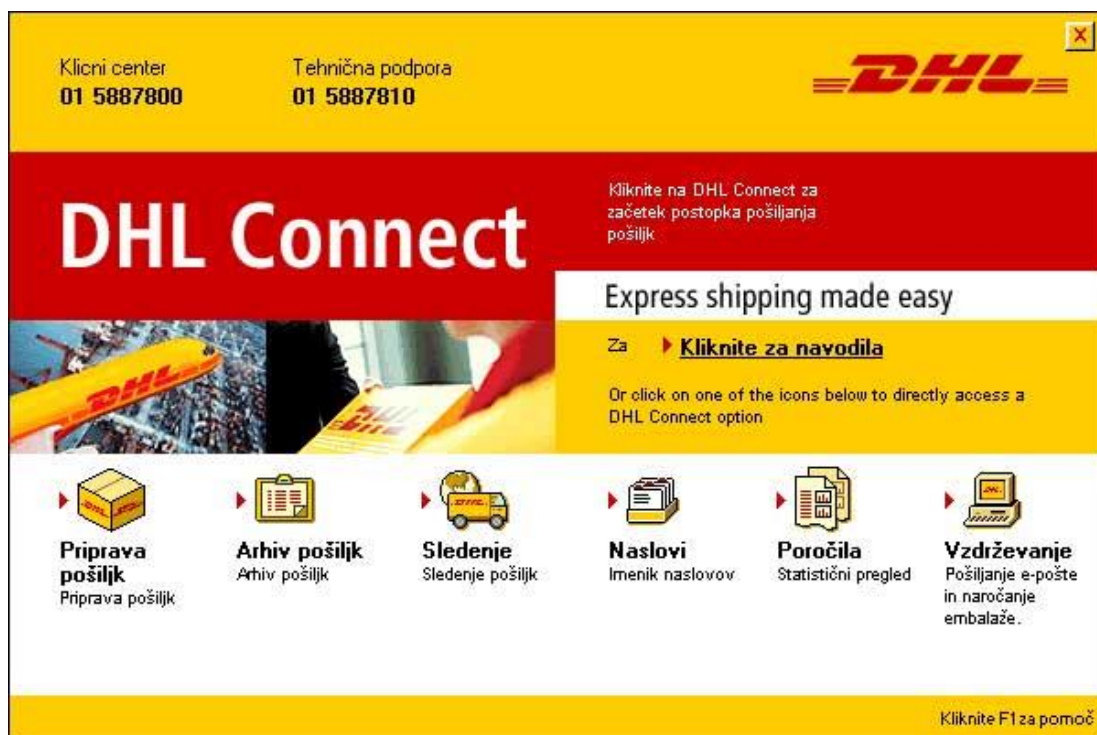 Klicni center
01 5887800
Tehnična podpora
01 5887810
DHL
DHL Connect
Kliknite na DHL Connect za
začetek postopka pošiljanja
pošiljk
Express shipping made easy
Za Kliknite za navodila
Or click on one of the icons below to directly access a
DHL Connect option
DHL
DHL
Priprava
pošiljk
Priprava pošiljk
Arhiv pošiljk
Arhiv pošiljk
Sledenje
Sledenje pošiljk
Naslovi
Imenik naslovov
Poročila
Statistični pregled
Vzdrževanje
Pošiljanje e-pošte
in naročanje
embalaže.
Kliknite F1 za pomoč